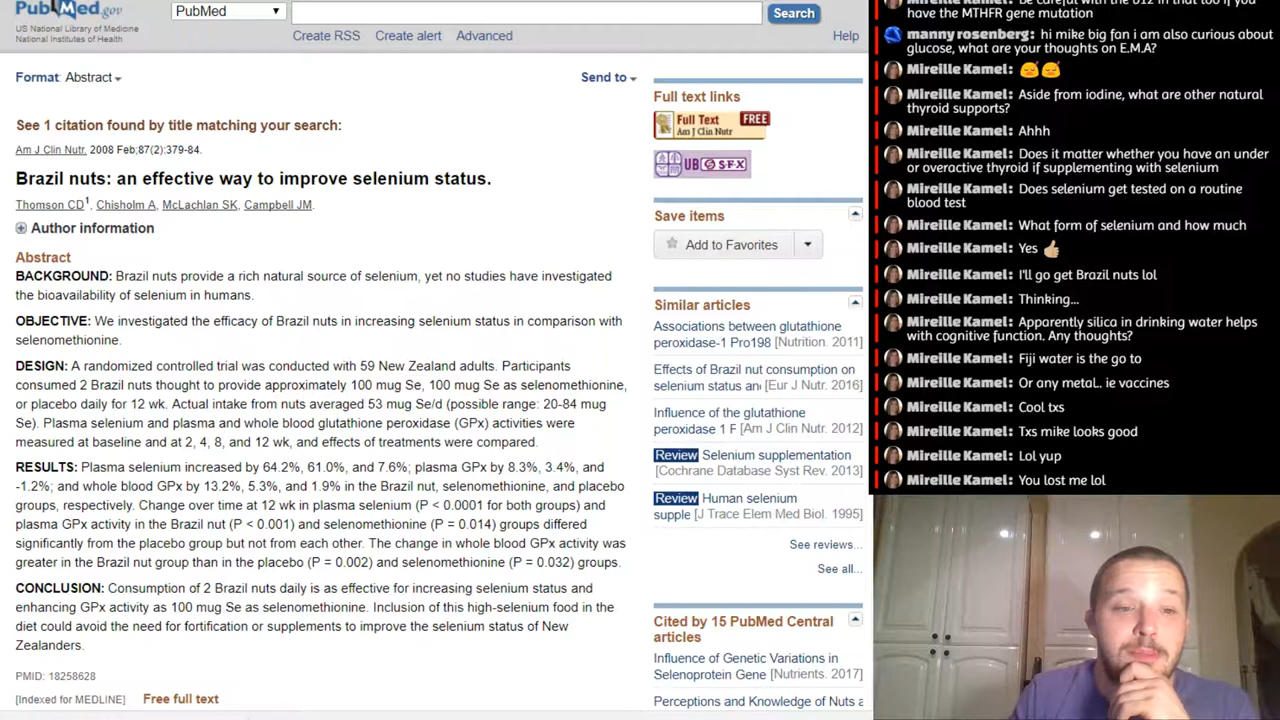 PubMed.gov
US National Library of Medicine
National Institutes of Health
PubMed
Search
Create RSS Create alert Advanced
Help
Format: Abstract
Send to
See 1 citation found by title matching your search:
Am J Clin Nutr. 2008 Feb;87(2):379-84.
Brazil nuts: an effective way to improve selenium status.
Thomson CD1, Chisholm A, McLachlan SK, Campbell JM.
Author information
Abstract
BACKGROUND: Brazil nuts provide a rich natural source of selenium, yet no studies have investigated
the bioavailability of selenium in humans.
OBJECTIVE: We investigated the efficacy of Brazil nuts in increasing selenium status in comparison with
selenomethionine.
DESIGN: A randomized controlled trial was conducted with 59 New Zealand adults. Participants
consumed 2 Brazil nuts thought to provide approximately 100 mug Se, 100 mug Se as selenomethionine,
or placebo daily for 12 wk. Actual intake from nuts averaged 53 mug Se/d (possible range: 20-84 mug
Se). Plasma selenium and plasma and whole blood glutathione peroxidase (GPx) activities were
measured at baseline and at 2, 4, 8, and 12 wk, and effects of treatments were compared.
RESULTS: Plasma selenium increased by 64.2%, 61.0%, and 7.6%; plasma GPx by 8.3%, 3.4%, and
-1.2%; and whole blood GPx by 13.2%, 5.3%, and 1.9% in the Brazil nut, selenomethionine, and placebo
groups, respectively. Change over time at 12 wk in plasma selenium (P < 0.0001 for both groups) and
plasma GPx activity in the Brazil nut (P < 0.001) and selenomethionine (P = 0.014) groups differed
significantly from the placebo group but not from each other. The change in whole blood GPx activity was
greater in the Brazil nut group than in the placebo (P = 0.002) and selenomethionine (P = 0.032) groups.
CONCLUSION: Consumption of 2 Brazil nuts daily is as effective for increasing selenium status and
enhancing GPx activity as 100 mug Se as selenomethionine. Inclusion of this high-selenium food in the
diet could avoid the need for fortification or supplements to improve the selenium status of New
Zealanders.
PMID: 18258628
[Indexed for MEDLINE] Free full text
Full text links
Full Text FREE
Am J Clin Nutr
UB SFX
Save items
Add to Favorites
Similar articles
Associations between glutathione
peroxidase-1 Pro198 [Nutrition. 2011]
Effects of Brazil nut consumption on
selenium status an [Eur J Nutr. 2016]
Influence of the glutathione
peroxidase 1 F [Am J Clin Nutr. 2012]
Review Selenium supplementation
[Cochrane Database Syst Rev. 2013]
Review Human selenium
supple [J Trace Elem Med Biol. 1995]
See reviews...
See all...
Cited by 15 PubMed Central
articles
Influence of Genetic Variations in
Selenoprotein Gene [Nutrients. 2017]
Perceptions and Knowledge of Nuts a
Mireille Kamel: Be careful with the b12 in that too if you
have the MTHFR gene mutation
manny rosenberg: hi mike big fan i am also curious about
glucose, what are your thoughts on E.M.A?
Mireille Kamel:
Mireille Kamel: Aside from iodine, what are other natural
thyroid supports?
Mireille Kamel: Ahhh
Mireille Kamel: Does it matter whether you have an under
or overactive thyroid if supplementing with selenium
Mireille Kamel: Does selenium get tested on a routine
blood test
Mireille Kamel: What form of selenium and how much
Mireille Kamel: Yes
Mireille Kamel: I'll go get Brazil nuts lol
Mireille Kamel: Thinking...
Mireille Kamel: Apparently silica in drinking water helps
with cognitive function. Any thoughts?
Mireille Kamel: Fiji water is the go to
Mireille Kamel: Or any metal.. ie vaccines
Mireille Kamel: Cool txs
Mireille Kamel: Txs mike looks good
Mireille Kamel: Lol yup
Mireille Kamel: You lost me lol